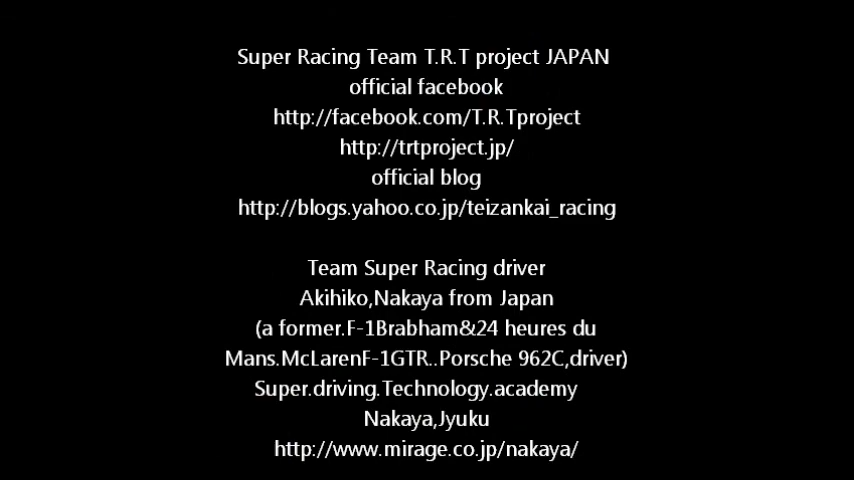 Super Racing Team T.R.T project JAPAN
official facebook
http://facebook.com/T.R.Tproject
http://trtproject.jp/
official blog
http://blogs.yahoo.co.jp/teizankai_racing
Team Super Racing driver
Akihiko,Nakaya from Japan
(a former.F-1Brabham&24 heures du
Mans.McLarenF-1GTR..Porsche 962C,driver)
Super.driving.Technology.academy
Nakaya,Jyuku
http://www.mirage.co.jp/nakaya/